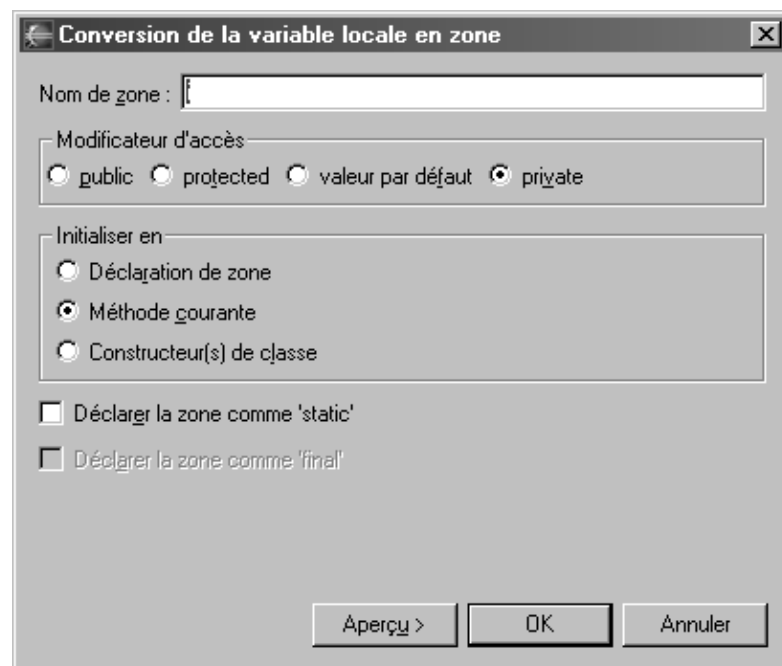 Conversion de la variable locale en zone
Nom de zone :
Modificateur d'accès
public protected valeur par défaut private
Initialiser en
Déclaration de zone
Méthode courante
Constructeur(s) de classe
Déclarer la zone comme 'static'
Déclarer la zone comme 'final'
Aperçu > OK Annuler